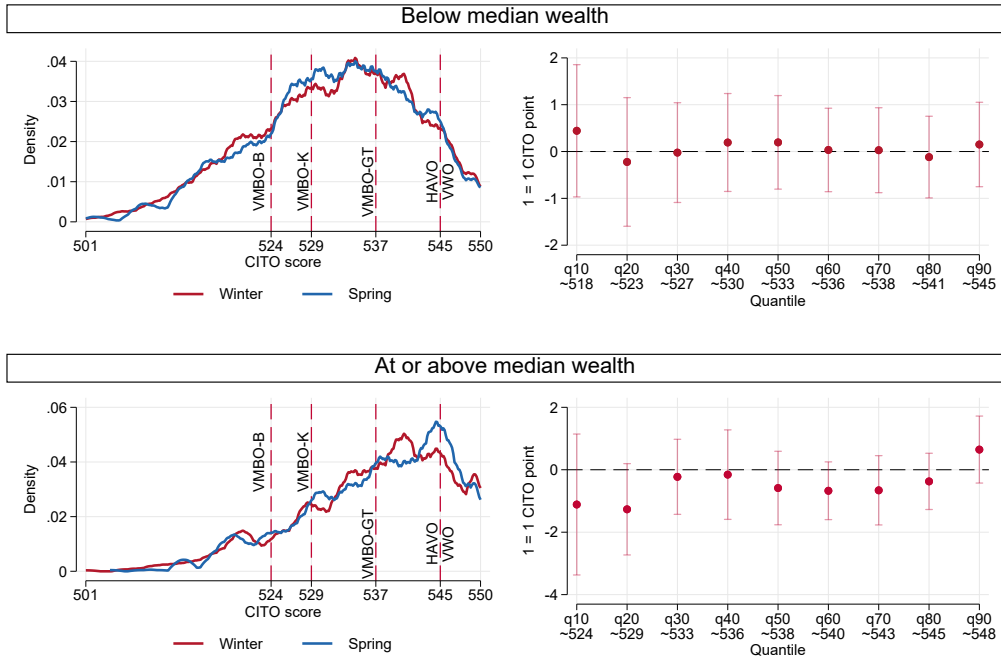 Below median wealth
Density
.04
.03
.02
.01
0
VMBO-B
VMBO-K
VMBO-GT
HAVO
VWO
501 524 529 537 545 550
CITO score
Winter Spring
1 = 1 CITO point
2
1
0
-1
-2
q10 q20 q30 q40 q50 q60 q70 q80 q90
~518 ~523 ~527 ~530 ~533 ~536 ~538 ~541 ~545
Quantile
At or above median wealth
Density
.06
.04
.02
0
VMBO-B
VMBO-K
VMBO-GT
HAVO
VWO
501 524 529 537 545 550
CITO score
Winter Spring
1 = 1 CITO point
2
0
-2
-4
q10 q20 q30 q40 q50 q60 q70 q80 q90
~524 ~529 ~533 ~536 ~538 ~540 ~543 ~545 ~548
Quantile